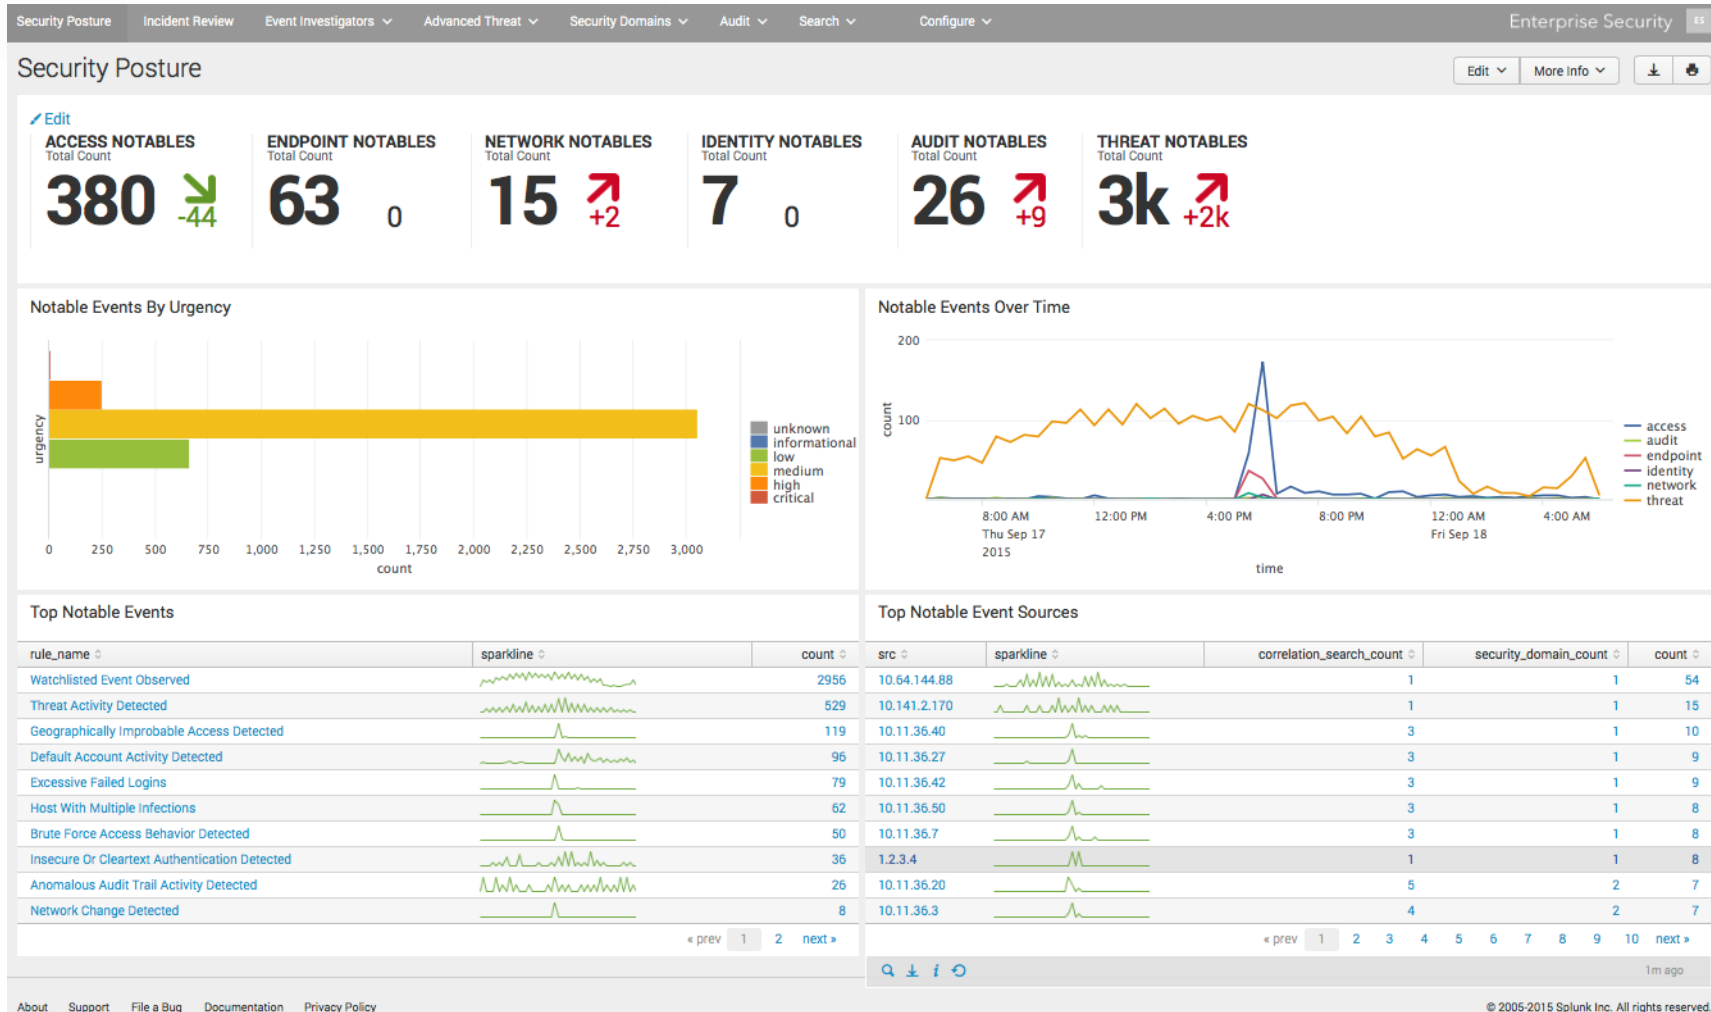 Security Posture Incident Review Event Investigators Advanced Threat Security Domains Audit Search Configure Enterprise Security ES
Security Posture
Edit More Info
Edit
ACCESS NOTABLES ENDPOINT NOTABLES NETWORK NOTABLES IDENTITY NOTABLES AUDIT NOTABLES THREAT NOTABLES
Total Count Total Count Total Count Total Count Total Count Total Count
380 -44 63 0 15 +2 7 0 26 +9 3k +2k
Notable Events By Urgency
urgency
unknown
informational
low
medium
high
critical
0 250 500 750 1,000 1,250 1,500 1,750 2,000 2,250 2,500 2,750 3,000
count
Notable Events Over Time
200
100
count
access
audit
endpoint
identity
network
threat
8:00 AM 12:00 PM 4:00 PM 8:00 PM 12:00 AM 4:00 AM
Thu Sep 17 Fri Sep 18
2015
time
Top Notable Events
rule_name sparkline count
Watchlisted Event Observed 2956
Threat Activity Detected 529
Geographically Improbable Access Detected 119
Default Account Activity Detected 96
Excessive Failed Logins 79
Host With Multiple Infections 62
Brute Force Access Behavior Detected 50
Insecure Or Cleartext Authentication Detected 36
Anomalous Audit Trail Activity Detected 26
Network Change Detected 8
« prev 1 2 next »
Top Notable Event Sources
src sparkline correlation_search_count security_domain_count count
10.64.144.88 1 1 54
10.141.2.170 1 1 15
10.11.36.40 3 1 10
10.11.36.27 3 1 9
10.11.36.42 3 1 9
10.11.36.50 3 1 8
10.11.36.7 3 1 8
1.2.3.4 1 1 8
10.11.36.20 5 2 7
10.11.36.3 4 2 7
« prev 1 2 3 4 5 6 7 8 9 10 next »
1m ago
About Support File a Bug Documentation Privacy Policy © 2005-2015 Splunk Inc. All rights reserved.